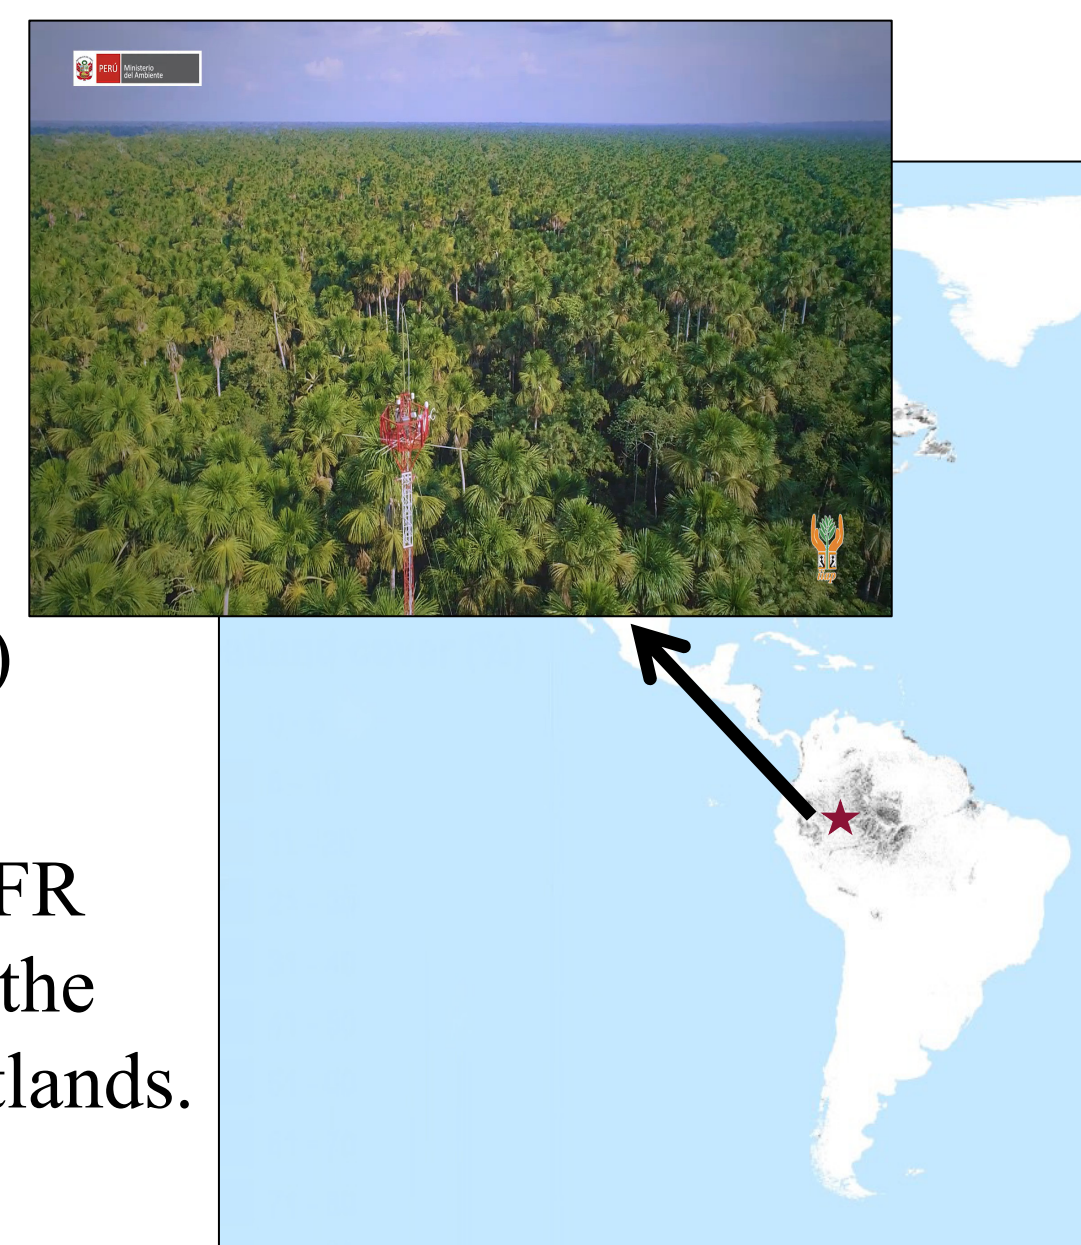 PERÚ
Ministerio
del Ambiente
)
FR
the
tlands.